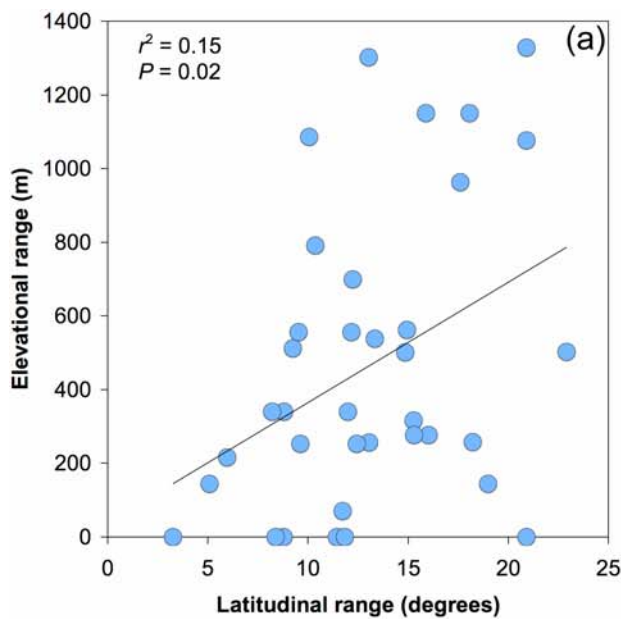 (a)
r² = 0.15
P = 0.02
Elevational range (m)
1400
1200
1000
800
600
400
200
0
0 5 10 15 20 25
Latitudinal range (degrees)